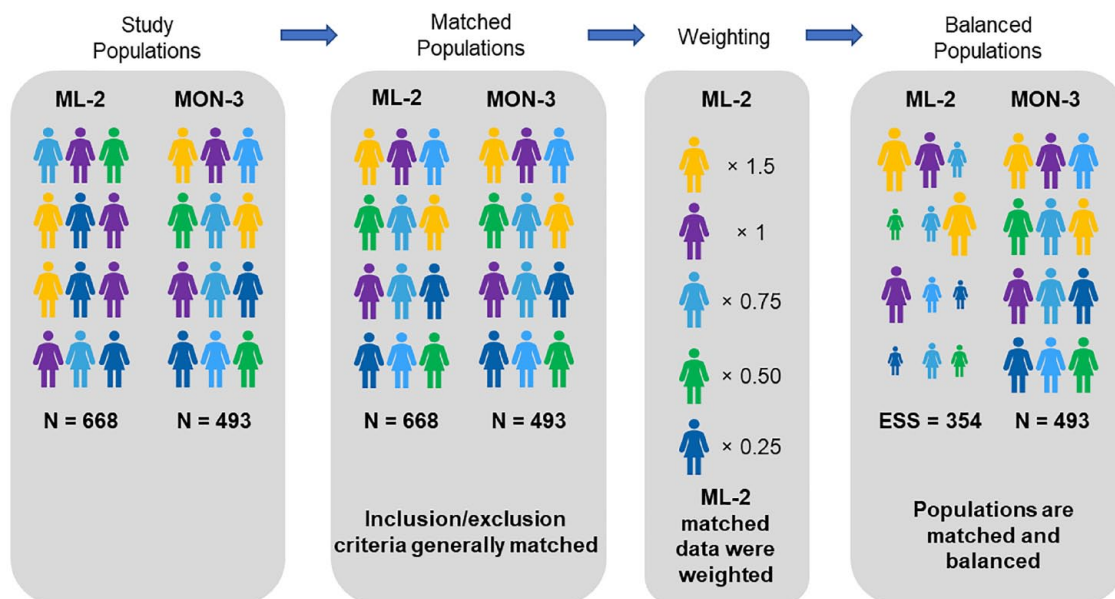 Study
Populations
Matched
Populations
Weighting
Balanced
Populations
ML-2
MON-3
N = 668
N = 493
ML-2
MON-3
N = 668
N = 493
Inclusion/exclusion
criteria generally matched
ML-2
× 1.5
× 1
× 0.75
× 0.50
× 0.25
ML-2
matched
data were
weighted
ML-2
MON-3
ESS = 354
N = 493
Populations are
matched and
balanced